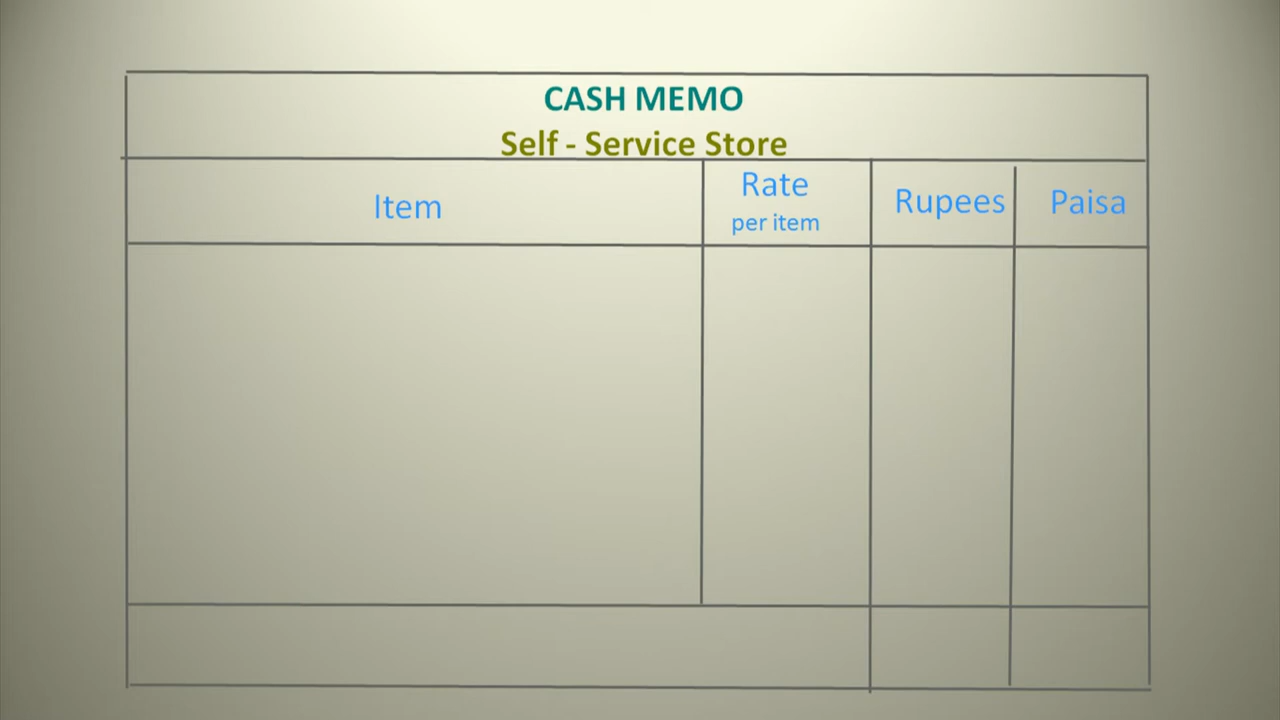 CASH MEMO
Self - Service Store
Item
Rate
per item
Rupees
Paisa